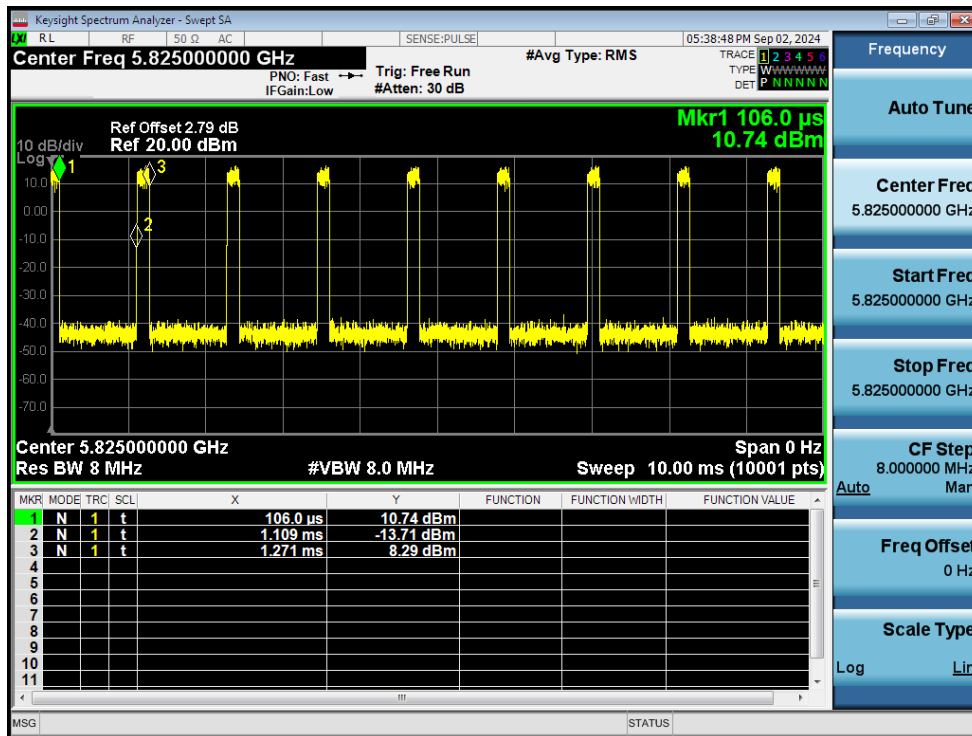 Keysight Spectrum Analyzer - Swept SA
LXI RL RF 50 Ω AC SENSE:PULSE 05:38:48 PM Sep 02, 2024
Center Freq 5.825000000 GHz
#Avg Type: RMS
TRACE 1 2 3 4 5 6
TYPE WWWWWW
DET P N N N N N
PNO: Fast
IFGain:Low
Trig: Free Run
#Atten: 30 dB
Mkr1 106.0 µs
10.74 dBm
Ref Offset 2.79 dB
10 dB/div Ref 20.00 dBm
Log
1
3
2
10.0
0.00
-10.0
-20.0
-30.0
-40.0
-50.0
-60.0
-70.0
Center 5.825000000 GHz Span 0 Hz
Res BW 8 MHz #VBW 8.0 MHz Sweep 10.00 ms (10001 pts)
MKR MODE TRC SCL X Y FUNCTION FUNCTION WIDTH FUNCTION VALUE
1 N 1 t 106.0 µs 10.74 dBm
2 N 1 t 1.109 ms -13.71 dBm
3 N 1 t 1.271 ms 8.29 dBm
4
5
6
7
8
9
10
11
MSG STATUS
Frequency
Auto Tune
Center Freq
5.825000000 GHz
Start Freq
5.825000000 GHz
Stop Freq
5.825000000 GHz
CF Step
8.000000 MHz
Auto Man
Freq Offset
0 Hz
Scale Type
Log Lin